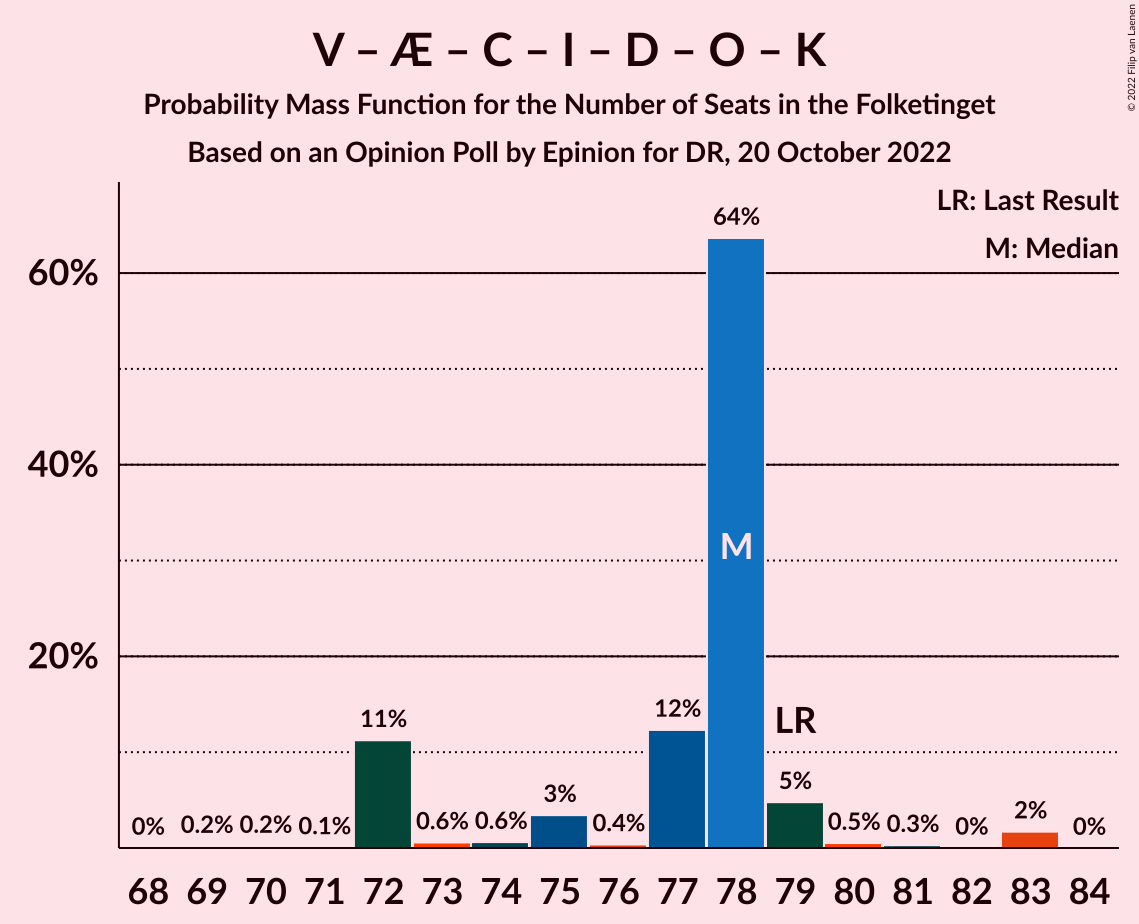 V – Æ – C – I – D – O – K
Probability Mass Function for the Number of Seats in the Folketinget
Based on an Opinion Poll by Epinion for DR, 20 October 2022
© 2022 Filip van Laenen
LR: Last Result
M: Median
60%
40%
20%
0%
0.2%
0.2%
0.1%
11%
0.6%
0.6%
3%
0.4%
12%
64%
M
LR
5%
0.5%
0.3%
0%
2%
0%
68 69 70 71 72 73 74 75 76 77 78 79 80 81 82 83 84